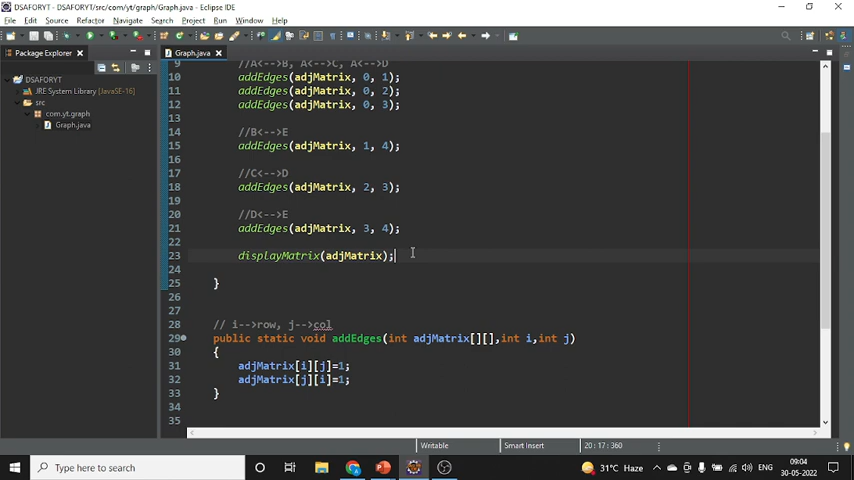 DSAFORYT/src/com/yt/graph/Graph.java - Eclipse IDE
File Edit Source Refactor Navigate Search Project Run Window Help
Package Explorer
Graph.java
DSAFORYT
JRE System Library [JavaSE-16]
src
com.yt.graph
Graph.java
9 //A<-->B, A<-->C, A<-->D
10 addEdges(adjMatrix, 0, 1);
11 addEdges(adjMatrix, 0, 2);
12 addEdges(adjMatrix, 0, 3);
13
14 //B<-->E
15 addEdges(adjMatrix, 1, 4);
16
17 //C<-->D
18 addEdges(adjMatrix, 2, 3);
19
20 //D<-->E
21 addEdges(adjMatrix, 3, 4);
22
23 displayMatrix(adjMatrix);
24
25 }
26
27
28 // i-->row, j-->col
29 public static void addEdges(int adjMatrix[][],int i,int j)
30 {
31 adjMatrix[i][j]=1;
32 adjMatrix[j][i]=1;
33 }
34
35
Writable Smart Insert 20 : 17 : 360
Type here to search
31°C Haze
ENG
09:04
30-05-2022